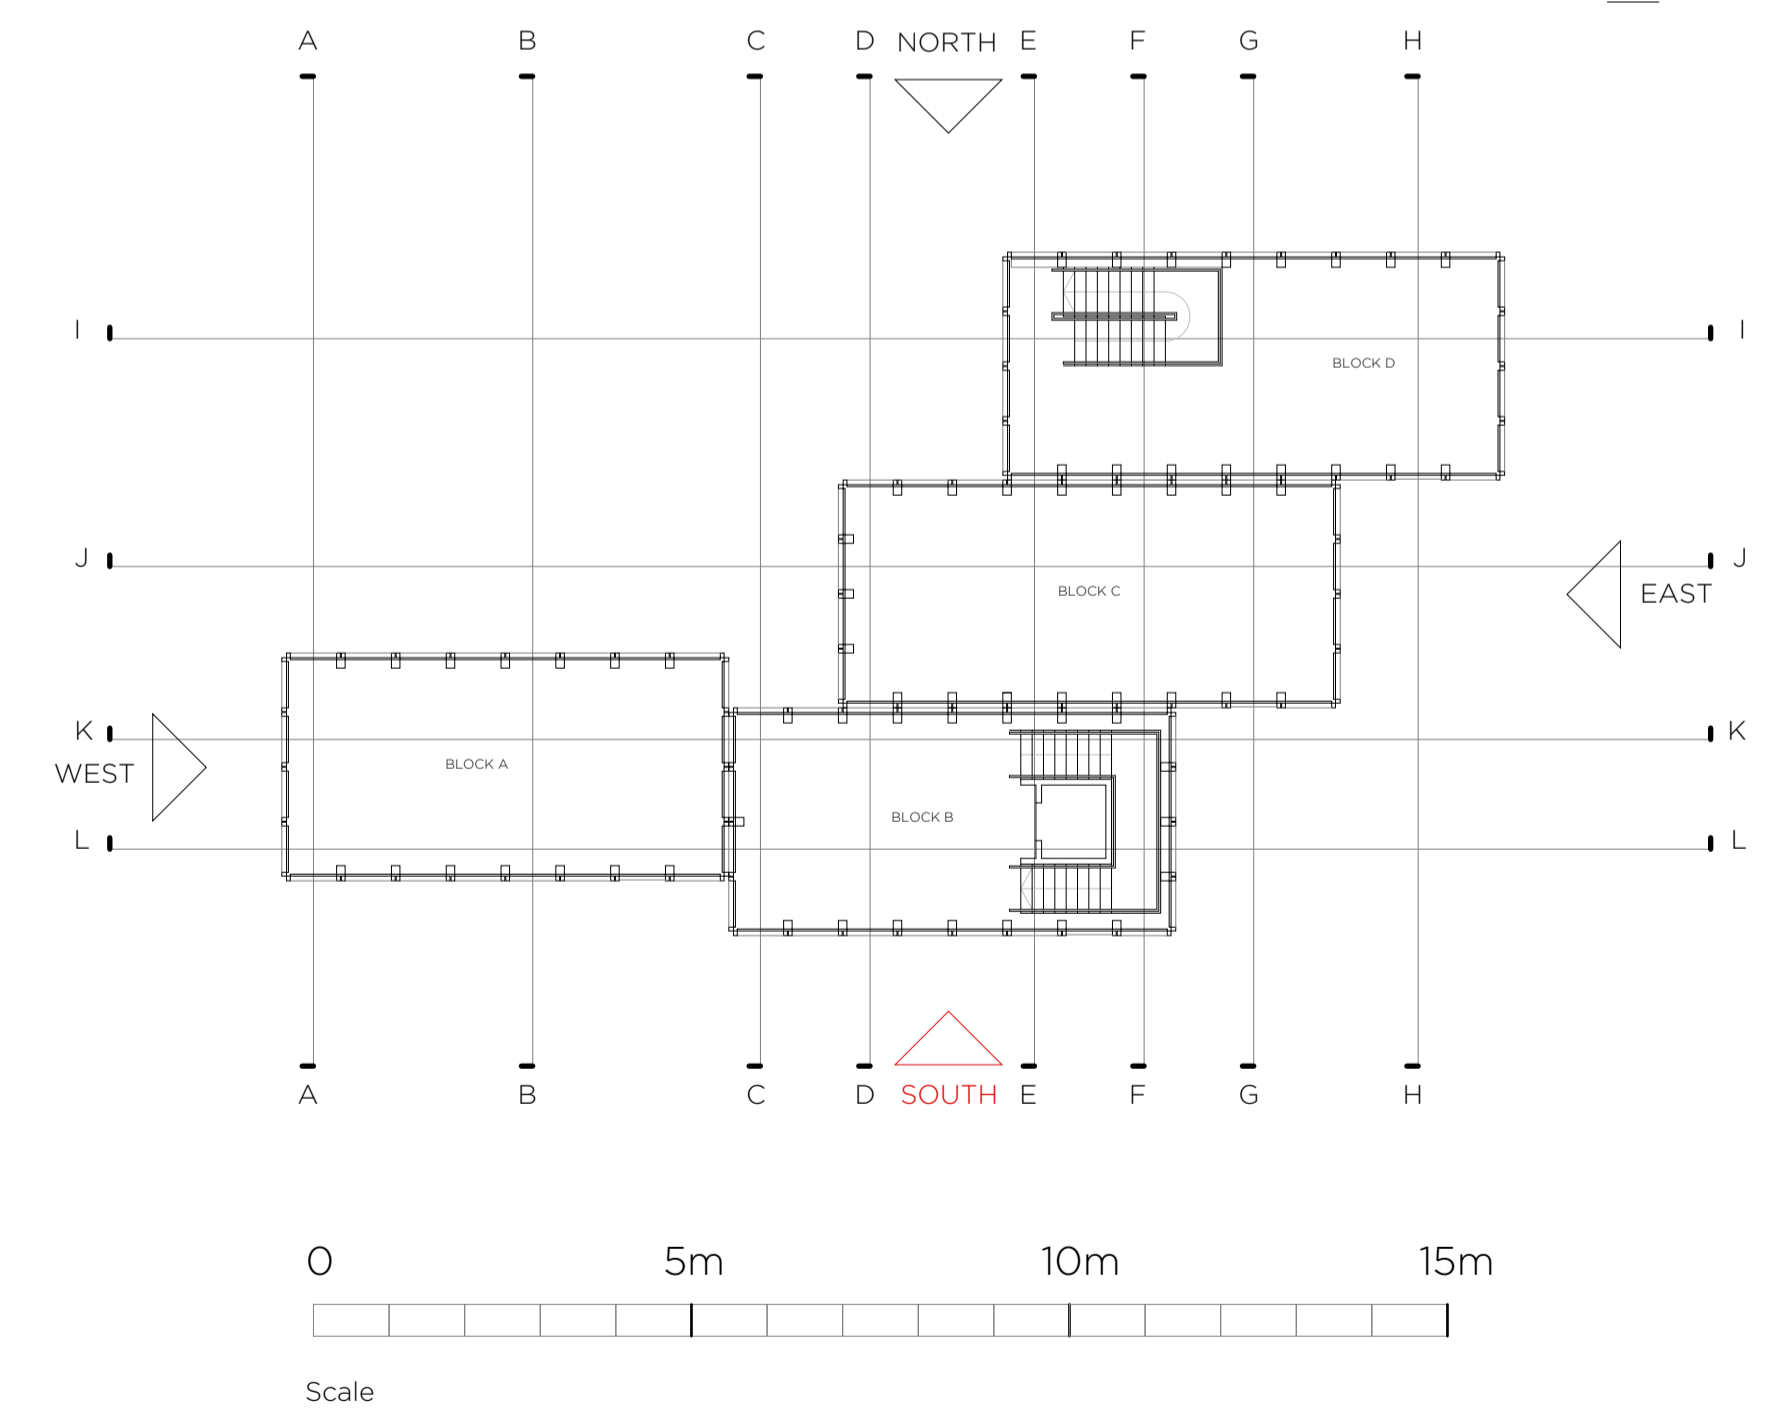 A B C D NORTH E F G H
I I
BLOCK D
J J
BLOCK C
EAST
K K
WEST
BLOCK A
BLOCK B
L L
A B C D SOUTH E F G H
0 5m 10m 15m
Scale